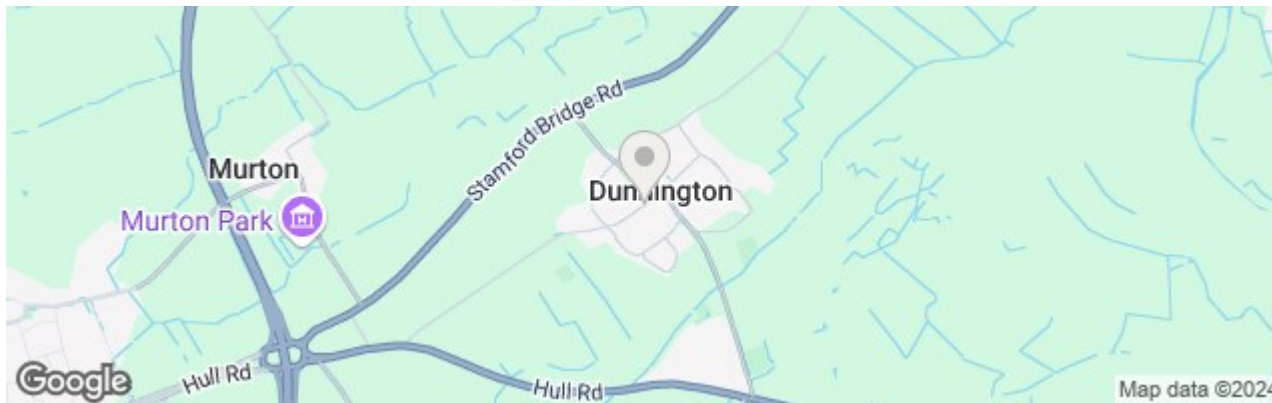 Stamford Bridge Rd
Murton
Dunnington
Murton Park
Hull Rd
Hull Rd
Google
Map data ©2024